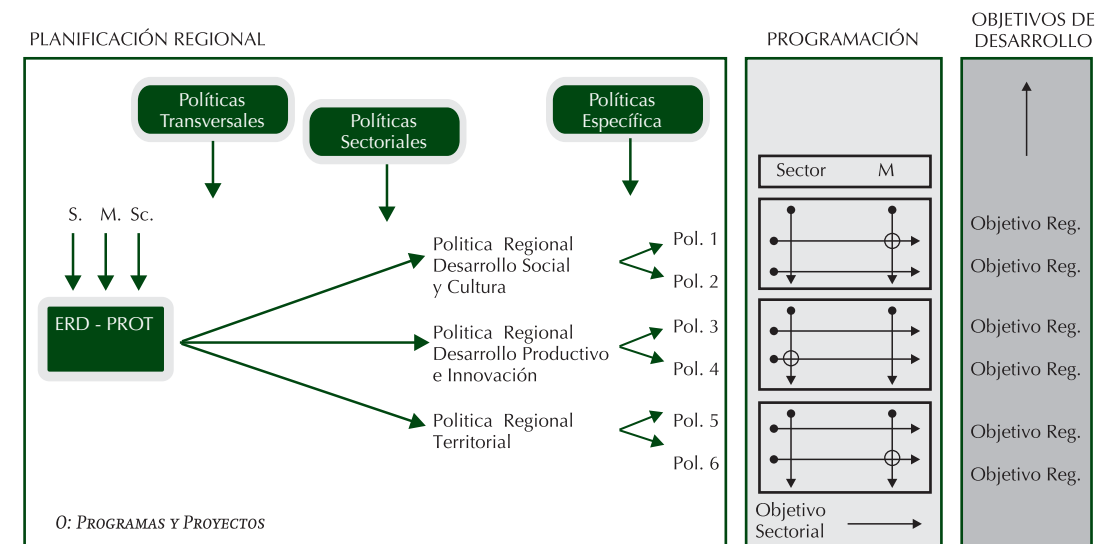 PLANIFICACIÓN REGIONAL
PROGRAMACIÓN
OBJETIVOS DE
DESARROLLO
Políticas
Transversales
Políticas
Sectoriales
Políticas
Específica
S. M. Sc.
ERD - PROT
Politica Regional
Desarrollo Social
y Cultura
Pol. 1
Pol. 2
Politica Regional
Desarrollo Productivo
e Innovación
Pol. 3
Pol. 4
Politica Regional
Territorial
Pol. 5
Pol. 6
O: Programas y Proyectos
Sector M
Objetivo
Sectorial
Objetivo Reg.
Objetivo Reg.
Objetivo Reg.
Objetivo Reg.
Objetivo Reg.
Objetivo Reg.